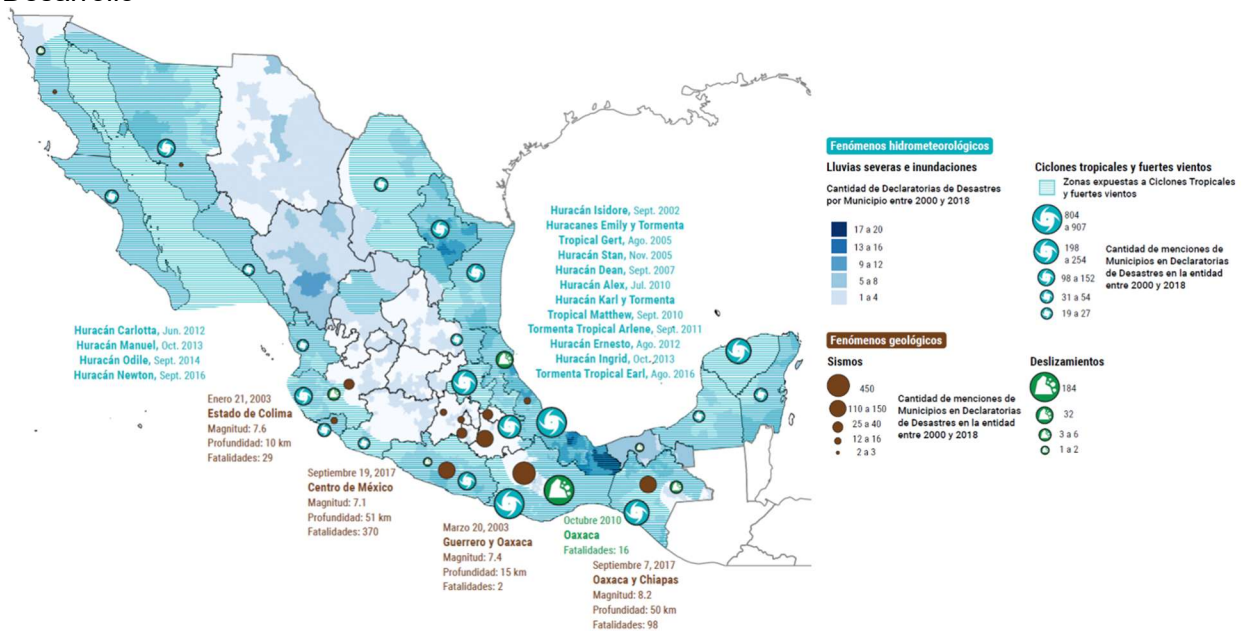 Desarrollo
Huracán Isidore, Sept. 2002
Huracanes Emily y Tormenta
Tropical Gert, Ago. 2005
Huracán Stan, Nov. 2005
Huracán Dean, Sept. 2007
Huracán Alex, Jul. 2010
Huracán Karl y Tormenta
Tropical Matthew, Sept. 2010
Tormenta Tropical Arlene, Sept. 2011
Huracán Ernesto, Ago. 2012
Huracán Ingrid, Oct. 2013
Tormenta Tropical Earl, Ago. 2016
Huracán Carlotta, Jun. 2012
Huracán Manuel, Oct. 2013
Huracán Odile, Sept. 2014
Huracán Newton, Sept. 2016
Enero 21, 2003
Estado de Colima
Magnitud: 7.6
Profundidad: 10 km
Fatalidades: 29
Septiembre 19, 2017
Centro de México
Magnitud: 7.1
Profundidad: 51 km
Fatalidades: 370
Marzo 20, 2003
Guerrero y Oaxaca
Magnitud: 7.4
Profundidad: 15 km
Fatalidades: 2
Octubre 2010
Oaxaca
Fatalidades: 16
Septiembre 7, 2017
Oaxaca y Chiapas
Magnitud: 8.2
Profundidad: 50 km
Fatalidades: 98
Fenómenos hidrometeorológicos
Lluvias severas e inundaciones
Cantidad de Declaratorias de Desastres
por Municipio entre 2000 y 2018
17 a 20
13 a 16
9 a 12
5 a 8
1 a 4
Ciclones tropicales y fuertes vientos
Zonas expuestas a Ciclones Tropicales
y fuertes vientos
804
a 907
198
a 254
98 a 152
31 a 54
19 a 27
Cantidad de menciones de
Municipios en Declaratorias
de Desastres en la entidad
entre 2000 y 2018
Fenómenos geológicos
Sismos
450
110 a 150
25 a 40
12 a 16
2 a 3
Cantidad de menciones de
Municipios en Declaratorias
de Desastres en la entidad
entre 2000 y 2018
Deslizamientos
184
32
3 a 6
1 a 2